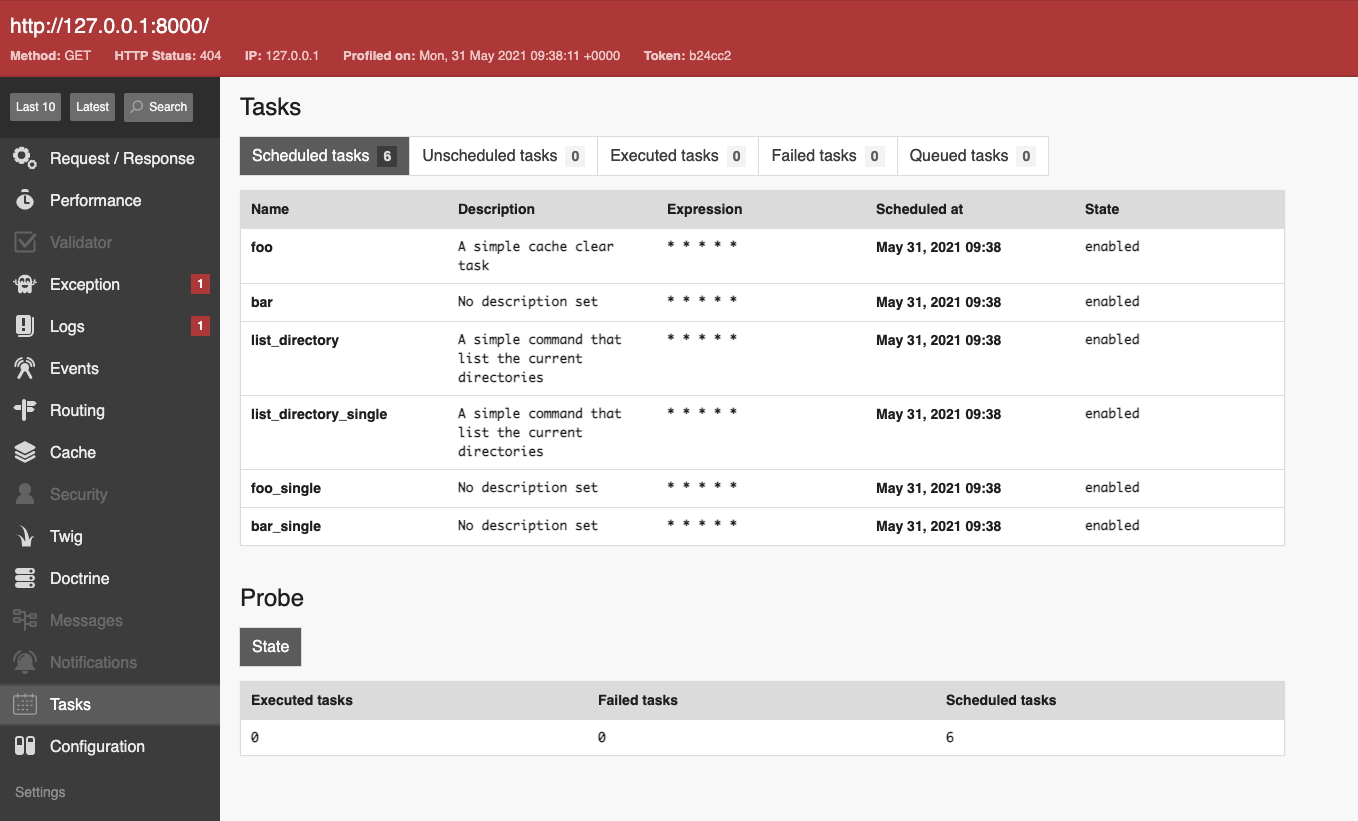 http://127.0.0.1:8000/
Method: GET HTTP Status: 404 IP: 127.0.0.1 Profiled on: Mon, 31 May 2021 09:38:11 +0000 Token: b24cc2
Last 10 Latest Search
Request / Response
Performance
Validator
Exception 1
Logs 1
Events
Routing
Cache
Security
Twig
Doctrine
Messages
Notifications
Tasks
Configuration
Settings
Tasks
Scheduled tasks 6 Unscheduled tasks 0 Executed tasks 0 Failed tasks 0 Queued tasks 0
Name Description Expression Scheduled at State
foo A simple cache clear * * * * * May 31, 2021 09:38 enabled
task
bar No description set * * * * * May 31, 2021 09:38 enabled
list_directory A simple command that * * * * * May 31, 2021 09:38 enabled
list the current
directories
list_directory_single A simple command that * * * * * May 31, 2021 09:38 enabled
list the current
directories
foo_single No description set * * * * * May 31, 2021 09:38 enabled
bar_single No description set * * * * * May 31, 2021 09:38 enabled
Probe
State
Executed tasks Failed tasks Scheduled tasks
0 0 6